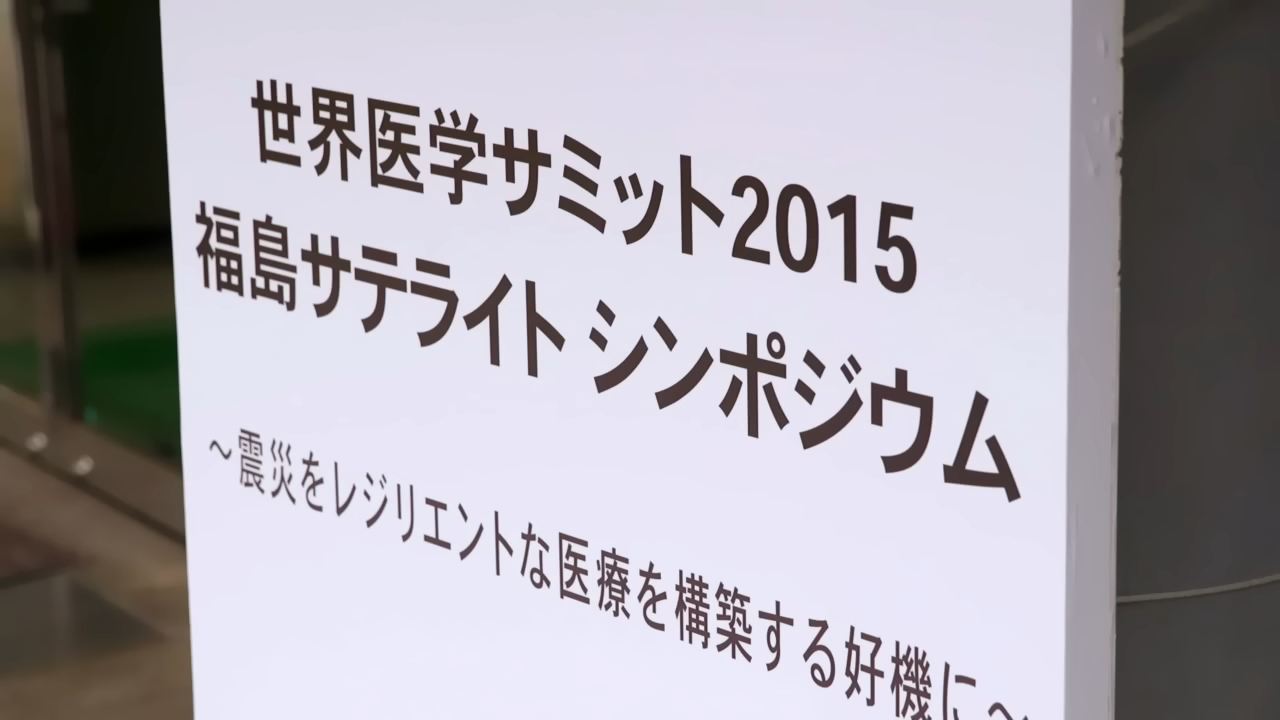 世界医学サミット2015
福島サテライト シンポジウム
~震災をレジリエントな医療を構築する好機に~